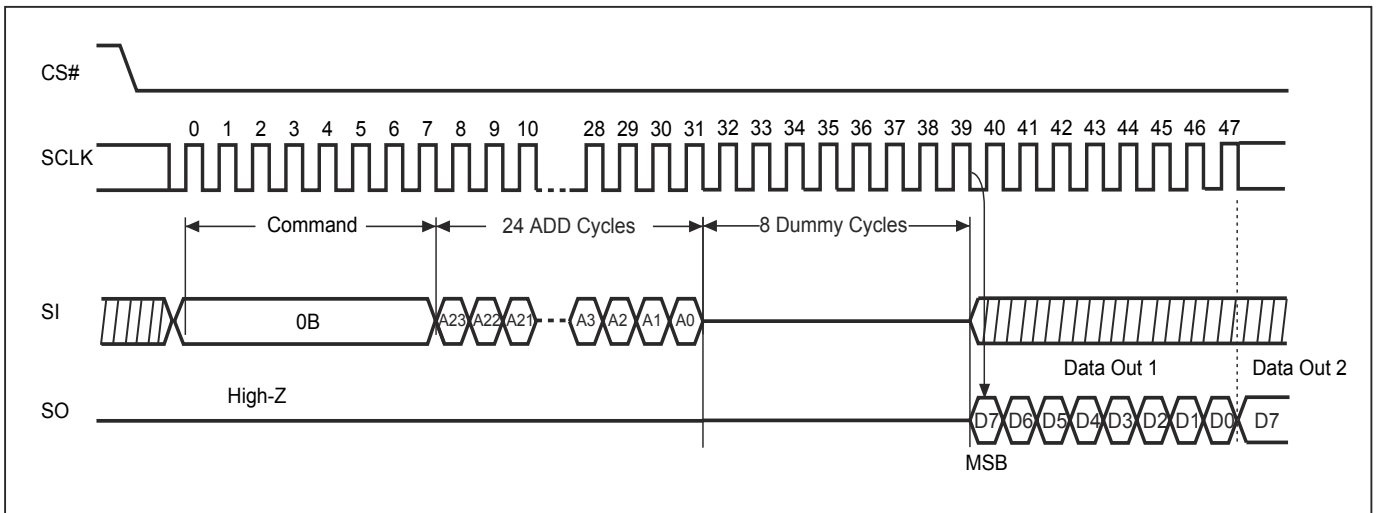 CS#
0 1 2 3 4 5 6 7 8 9 10 28 29 30 31 32 33 34 35 36 37 38 39 40 41 42 43 44 45 46 47
SCLK
Command 24 ADD Cycles 8 Dummy Cycles
SI 0B A23 A22 A21 A3 A2 A1 A0
Data Out 1 Data Out 2
High-Z
SO D7 D6 D5 D4 D3 D2 D1 D0 D7
MSB